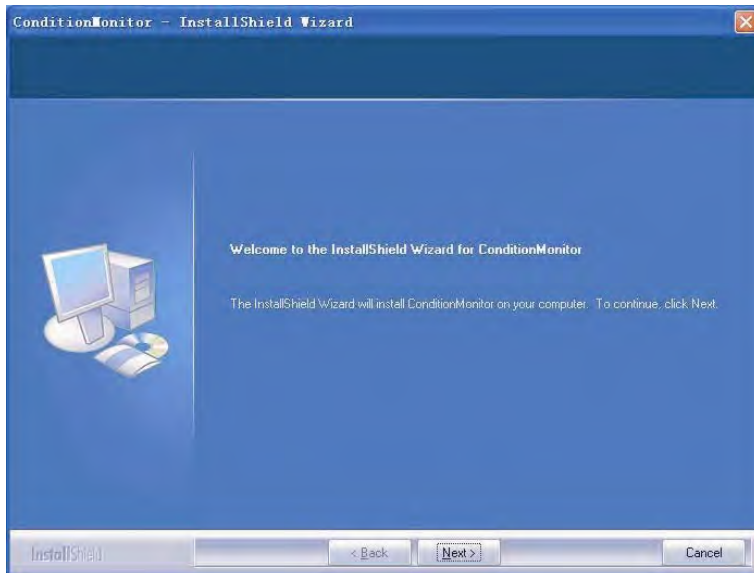 ConditionMonitor - InstallShield Wizard
Welcome to the InstallShield Wizard for ConditionMonitor
The InstallShield Wizard will install ConditionMonitor on your computer. To continue, click Next.
InstallShield
< Back
Next >
Cancel